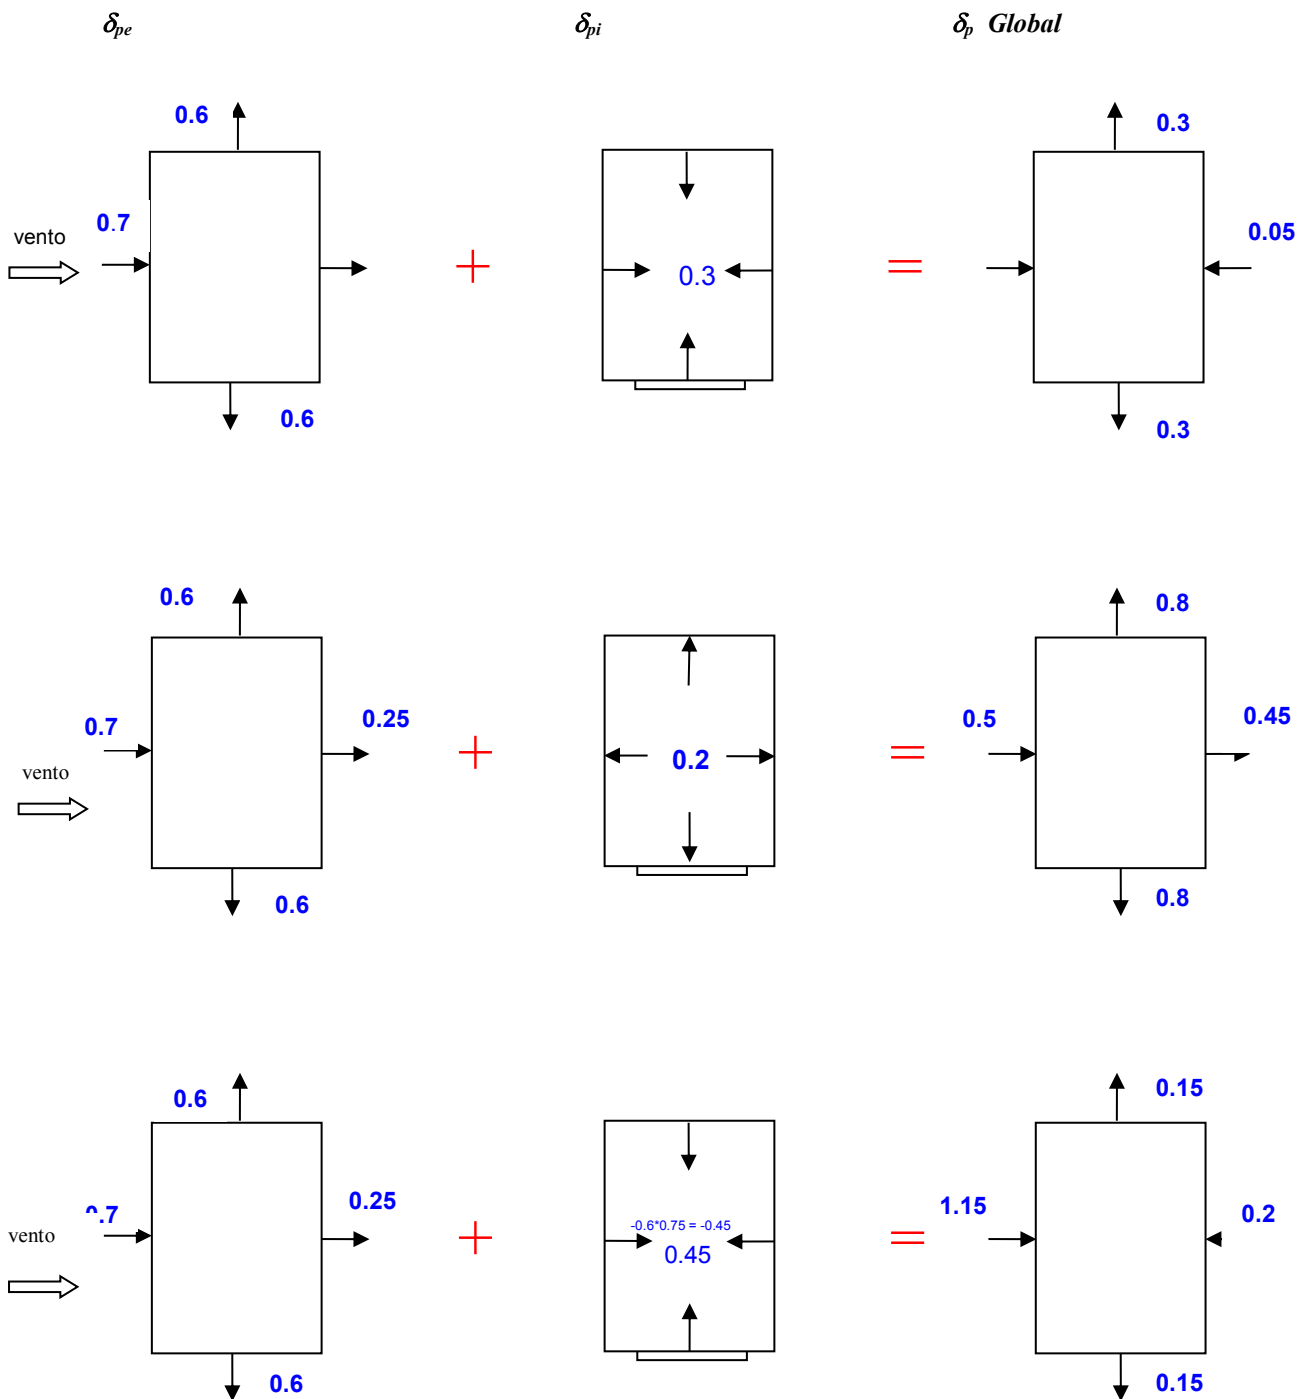 δpe δpi δp Global
0.6 0.3
0.7 vento 0.3 0.05
+ =
0.6 0.3
0.6 0.8
0.7 0.25 0.5 0.45
vento + 0.2 =
0.6 0.8
0.6 0.15
0.7 0.25 -0.6*0.75 = -0.45 1.15 0.2
vento + 0.45 =
0.6 0.15